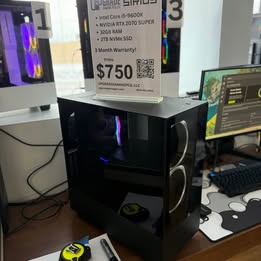 SIRIUS
• Intel Core i5-9600K
• NVIDIA RTX 2070 SUPER
• 32GB RAM
• 2TB NVMe SSD
3 Month Warranty!
$750
1
3